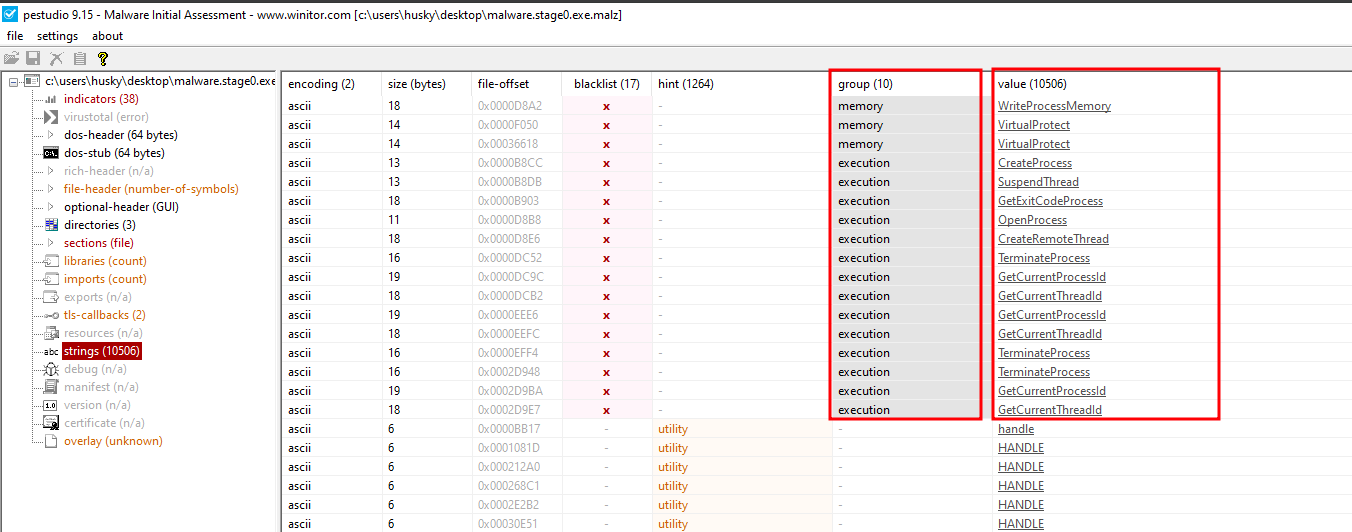 pestudio 9.15 - Malware Initial Assessment - www.winitor.com [c:\users\husky\desktop\malware.stage0.exe.malz]
file settings about
c:\users\husky\desktop\malware.stage0.exe
indicators (38)
virustotal (error)
dos-header (64 bytes)
dos-stub (64 bytes)
rich-header (n/a)
file-header (number-of-symbols)
optional-header (GUI)
directories (3)
sections (file)
libraries (count)
imports (count)
exports (n/a)
tls-callbacks (2)
resources (n/a)
abc strings (10506)
debug (n/a)
manifest (n/a)
1.0 version (n/a)
certificate (n/a)
overlay (unknown)
encoding (2) size (bytes) file-offset blacklist (17) hint (1264) group (10) value (10506)
ascii 18 0x0000D8A2 x - memory WriteProcessMemory
ascii 14 0x0000F050 x - memory VirtualProtect
ascii 14 0x00036618 x - memory VirtualProtect
ascii 13 0x0000B8CC x - execution CreateProcess
ascii 13 0x0000B8DB x - execution SuspendThread
ascii 18 0x0000B903 x - execution GetExitCodeProcess
ascii 11 0x0000D8B8 x - execution OpenProcess
ascii 18 0x0000D8E6 x - execution CreateRemoteThread
ascii 16 0x0000DC52 x - execution TerminateProcess
ascii 19 0x0000DC9C x - execution GetCurrentProcessId
ascii 18 0x0000DCB2 x - execution GetCurrentThreadId
ascii 19 0x0000EEE6 x - execution GetCurrentProcessId
ascii 18 0x0000EEFC x - execution GetCurrentThreadId
ascii 16 0x0000EFF4 x - execution TerminateProcess
ascii 16 0x0002D948 x - execution TerminateProcess
ascii 19 0x0002D9BA x - execution GetCurrentProcessId
ascii 18 0x0002D9E7 x - execution GetCurrentThreadId
ascii 6 0x0000BB17 - utility - handle
ascii 6 0x0001081D - utility - HANDLE
ascii 6 0x000212A0 - utility - HANDLE
ascii 6 0x000268C1 - utility - HANDLE
ascii 6 0x0002E2B2 - utility - HANDLE
ascii 6 0x00030E51 - utility - HANDLE